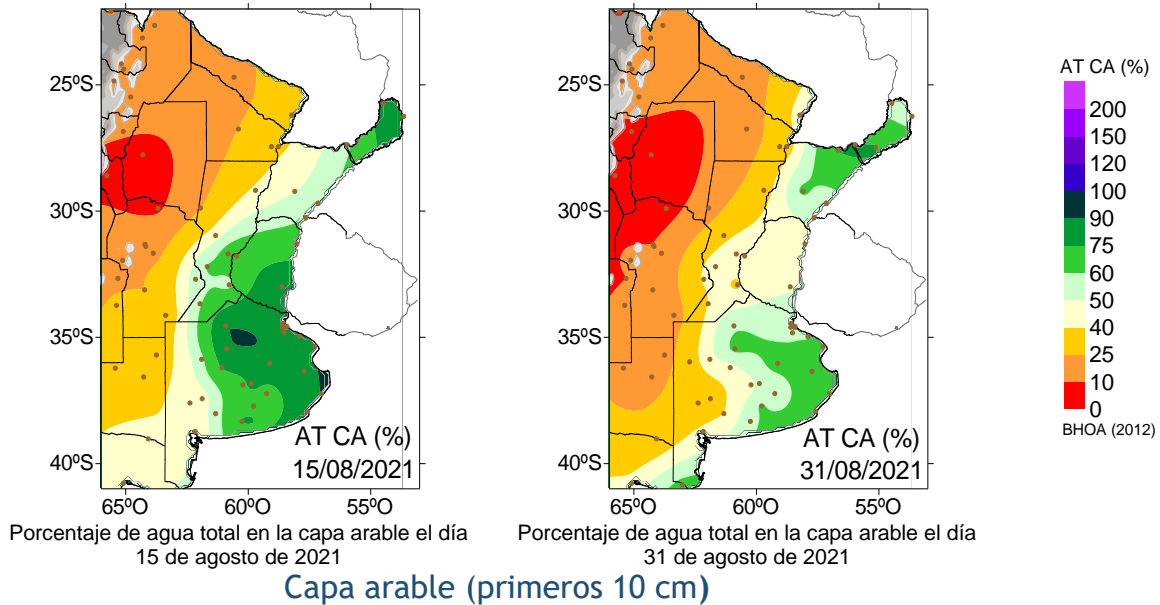 25ºS
30ºS
35ºS
40ºS
65ºO
60ºO
55ºO
AT CA (%)
15/08/2021
Porcentaje de agua total en la capa arable el día
15 de agosto de 2021
25ºS
30ºS
35ºS
40ºS
65ºO
60ºO
55ºO
AT CA (%)
31/08/2021
Porcentaje de agua total en la capa arable el día
31 de agosto de 2021
AT CA (%)
200
150
120
100
90
75
60
50
40
25
10
0
BHOA (2012)
Capa arable (primeros 10 cm)